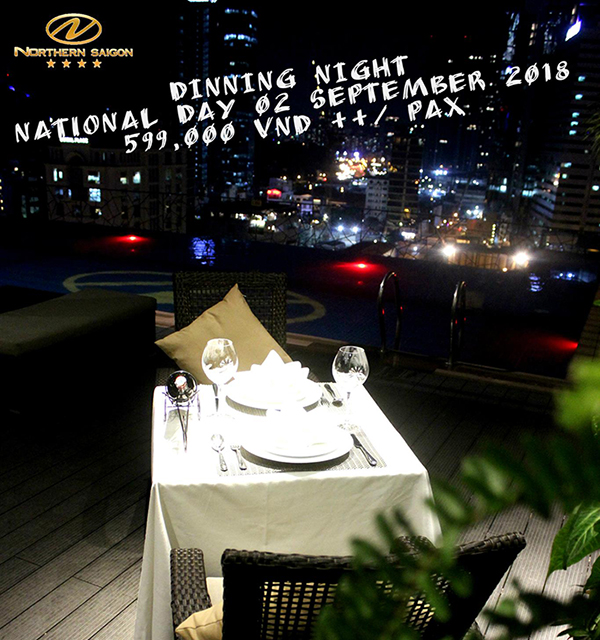 NORTHERN SAIGON
DINNING NIGHT
NATIONAL DAY 02 SEPTEMBER 2018
599,000 VND ++/ PAX